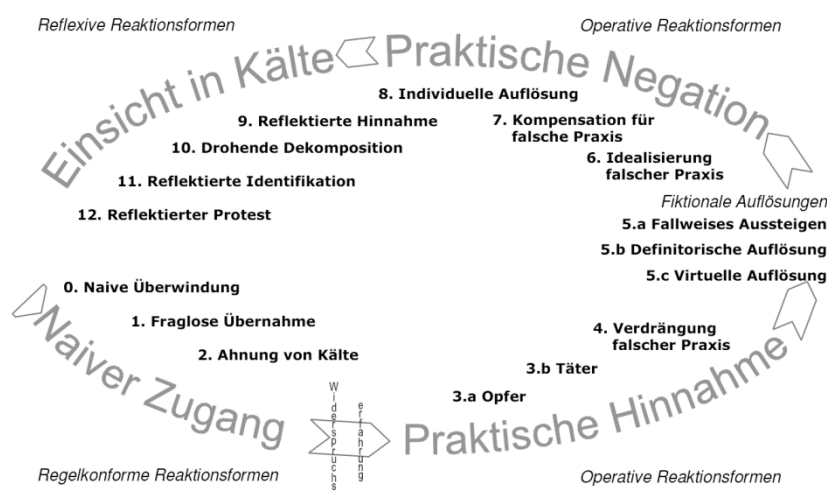 Reflexive Reaktionsformen
Operative Reaktionsformen
Einsicht in Kälte
Praktische Negation
8. Individuelle Auflösung
9. Reflektierte Hinnahme
7. Kompensation für
falsche Praxis
10. Drohende Dekomposition
6. Idealisierung
falscher Praxis
11. Reflektierte Identifikation
12. Reflektierter Protest
Fiktionale Auflösungen
5.a Fallweises Aussteigen
5.b Definitorische Auflösung
5.c Virtuelle Auflösung
0. Naive Überwindung
1. Fraglose Übernahme
2. Ahnung von Kälte
4. Verdrängung
falscher Praxis
3.b Täter
3.a Opfer
Naiver Zugang
Widerspruchs
erfahrung
Praktische Hinnahme
Regelkonforme Reaktionsformen
Operative Reaktionsformen